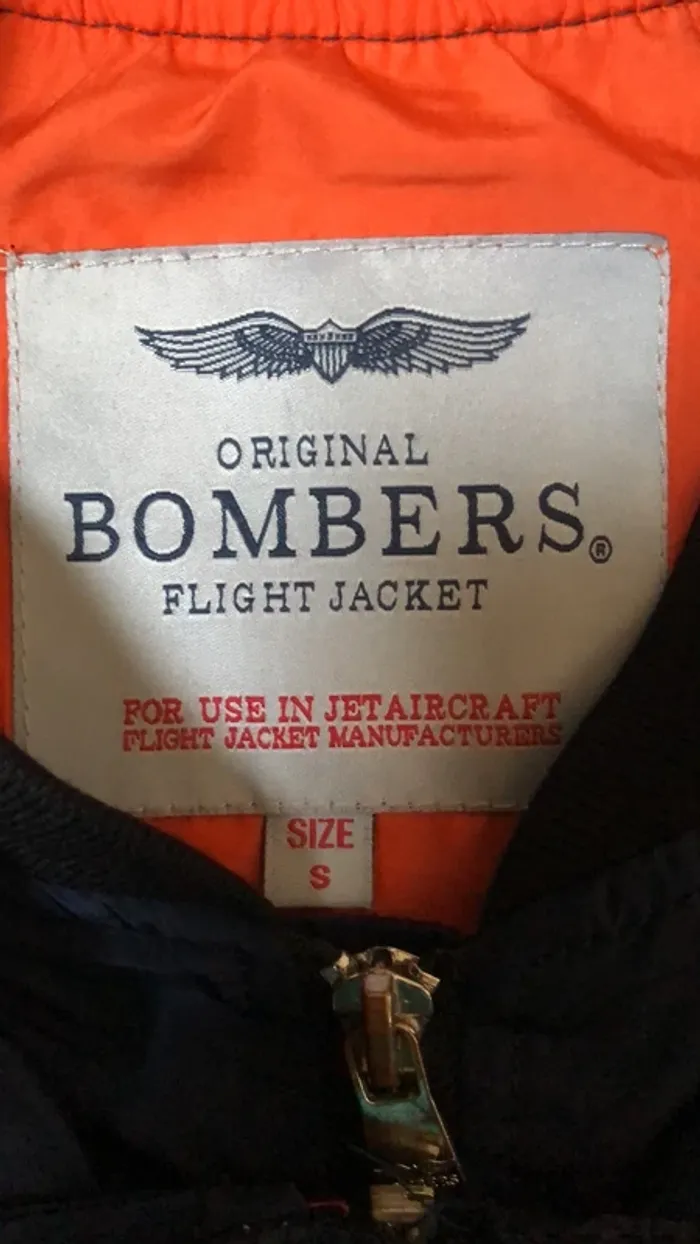 ORIGINAL
BOMBERS®
FLIGHT JACKET
FOR USE IN JETAIRCRAFT
FLIGHT JACKET MANUFACTURERS
SIZE
S